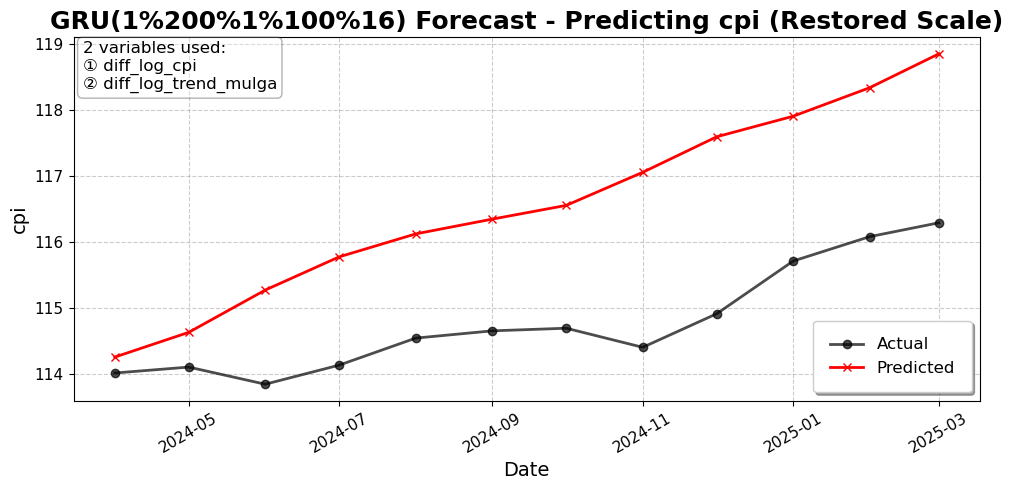 GRU(1%200%1%100%16) Forecast - Predicting cpi (Restored Scale)
2 variables used:
① diff_log_cpi
② diff_log_trend_mulga
119
118
117
116
115
114
cpi
Actual
Predicted
2024-05
2024-07
2024-09
2024-11
2025-01
2025-03
Date